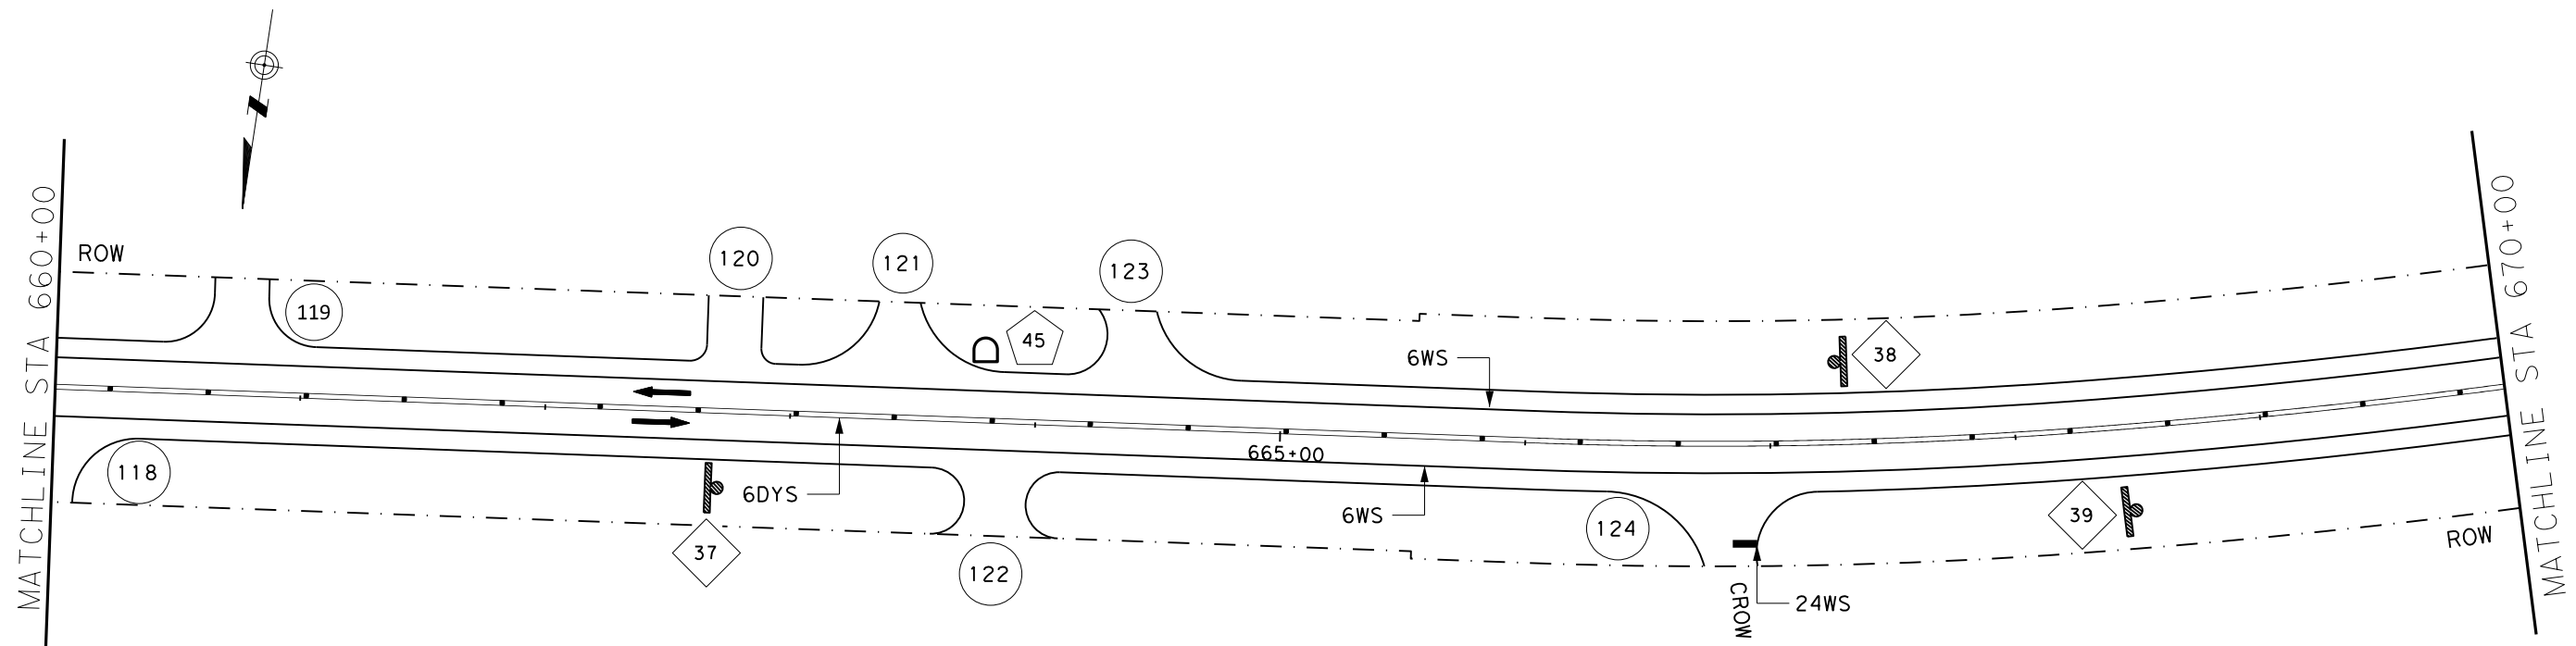 MATCHLINE STA 660+00
ROW
119
120
121
45
123
6WS
38
MATCHLINE STA 670+00
118
37
6DYS
122
665+00
6WS
124
CROW
24WS
39
ROW